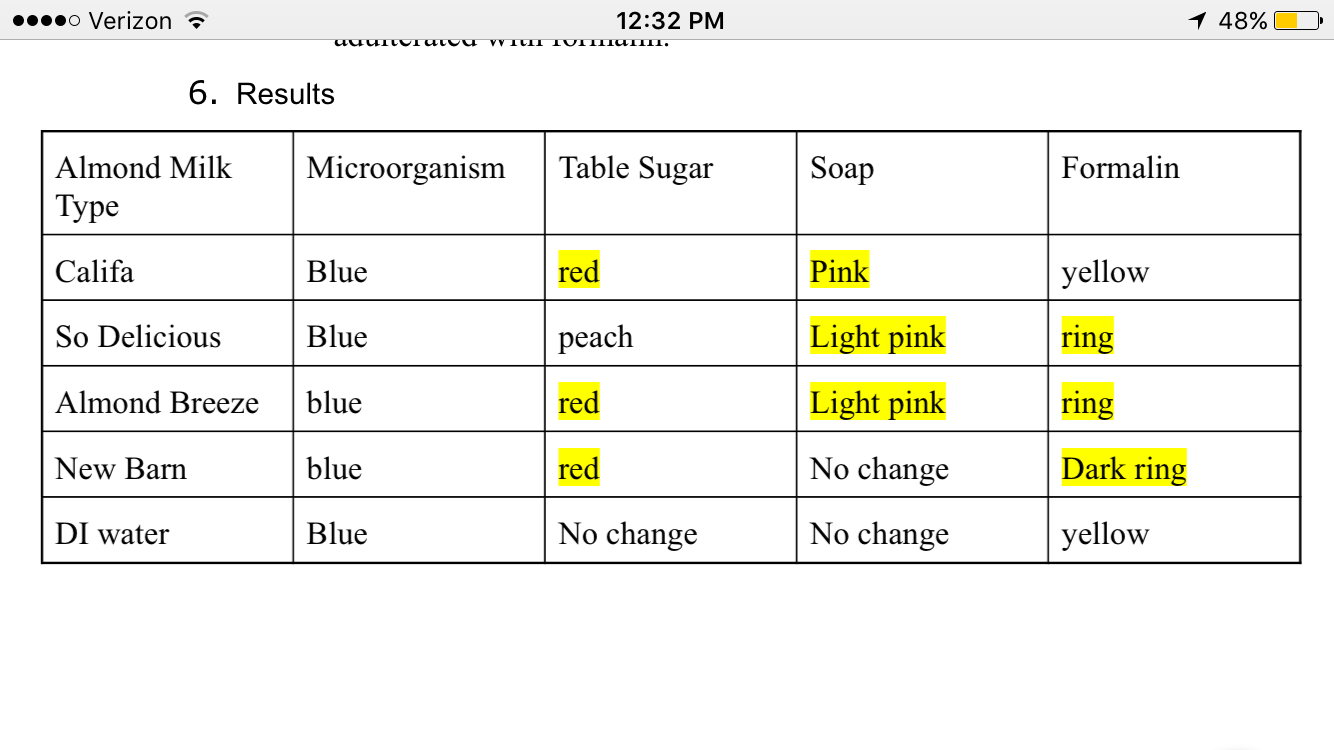 Verizon 12:32 PM 48%
adulterated with formalin.
6. Results
Almond Milk Type Microorganism Table Sugar Soap Formalin
Califa Blue red Pink yellow
So Delicious Blue peach Light pink ring
Almond Breeze blue red Light pink ring
New Barn blue red No change Dark ring
DI water Blue No change No change yellow